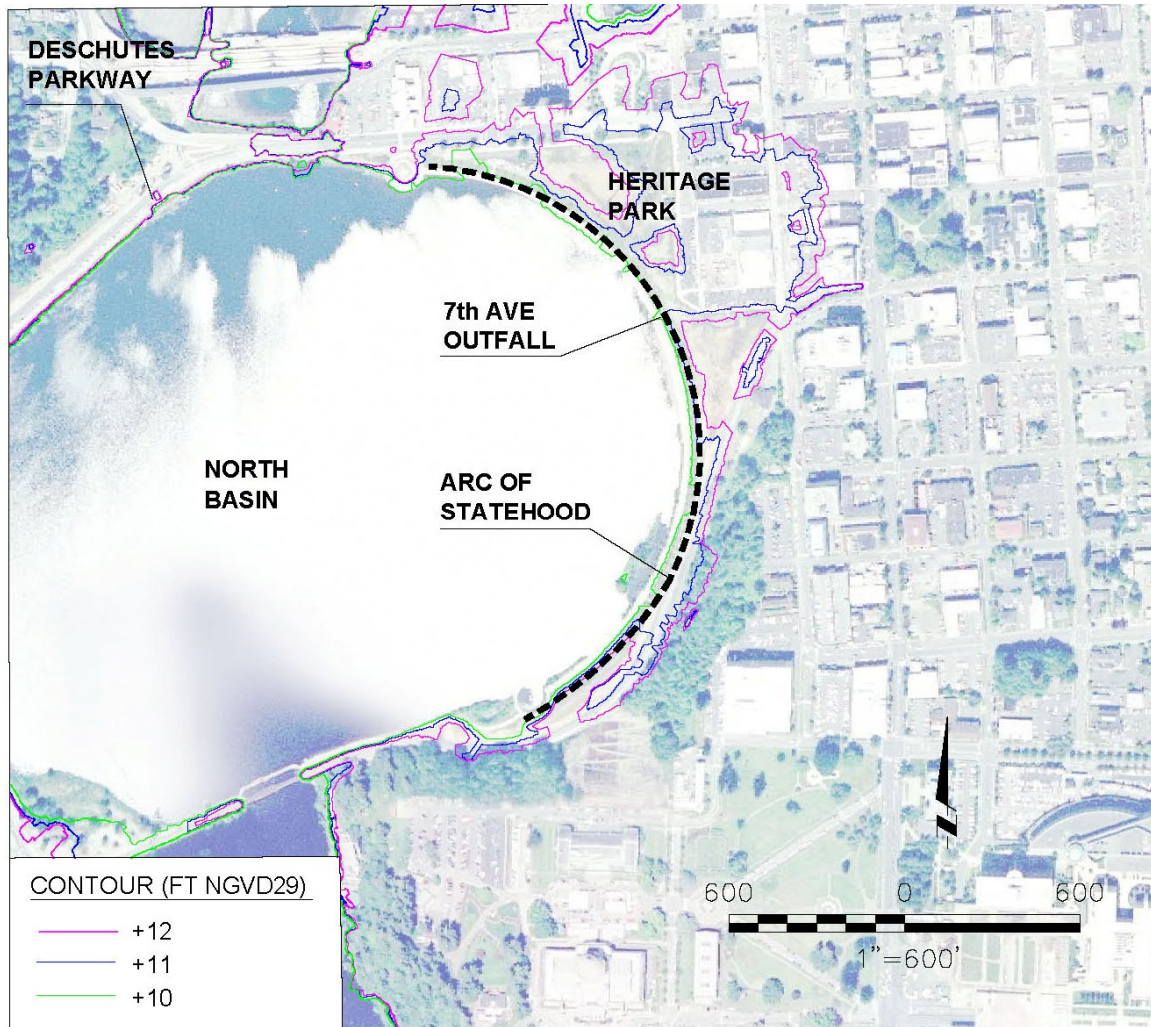 DESCHUTES
PARKWAY
HERITAGE
PARK
7th AVE
OUTFALL
NORTH
BASIN
ARC OF
STATEHOOD
CONTOUR (FT NGVD29)
+12
+11
+10
600 0 600
1"=600'